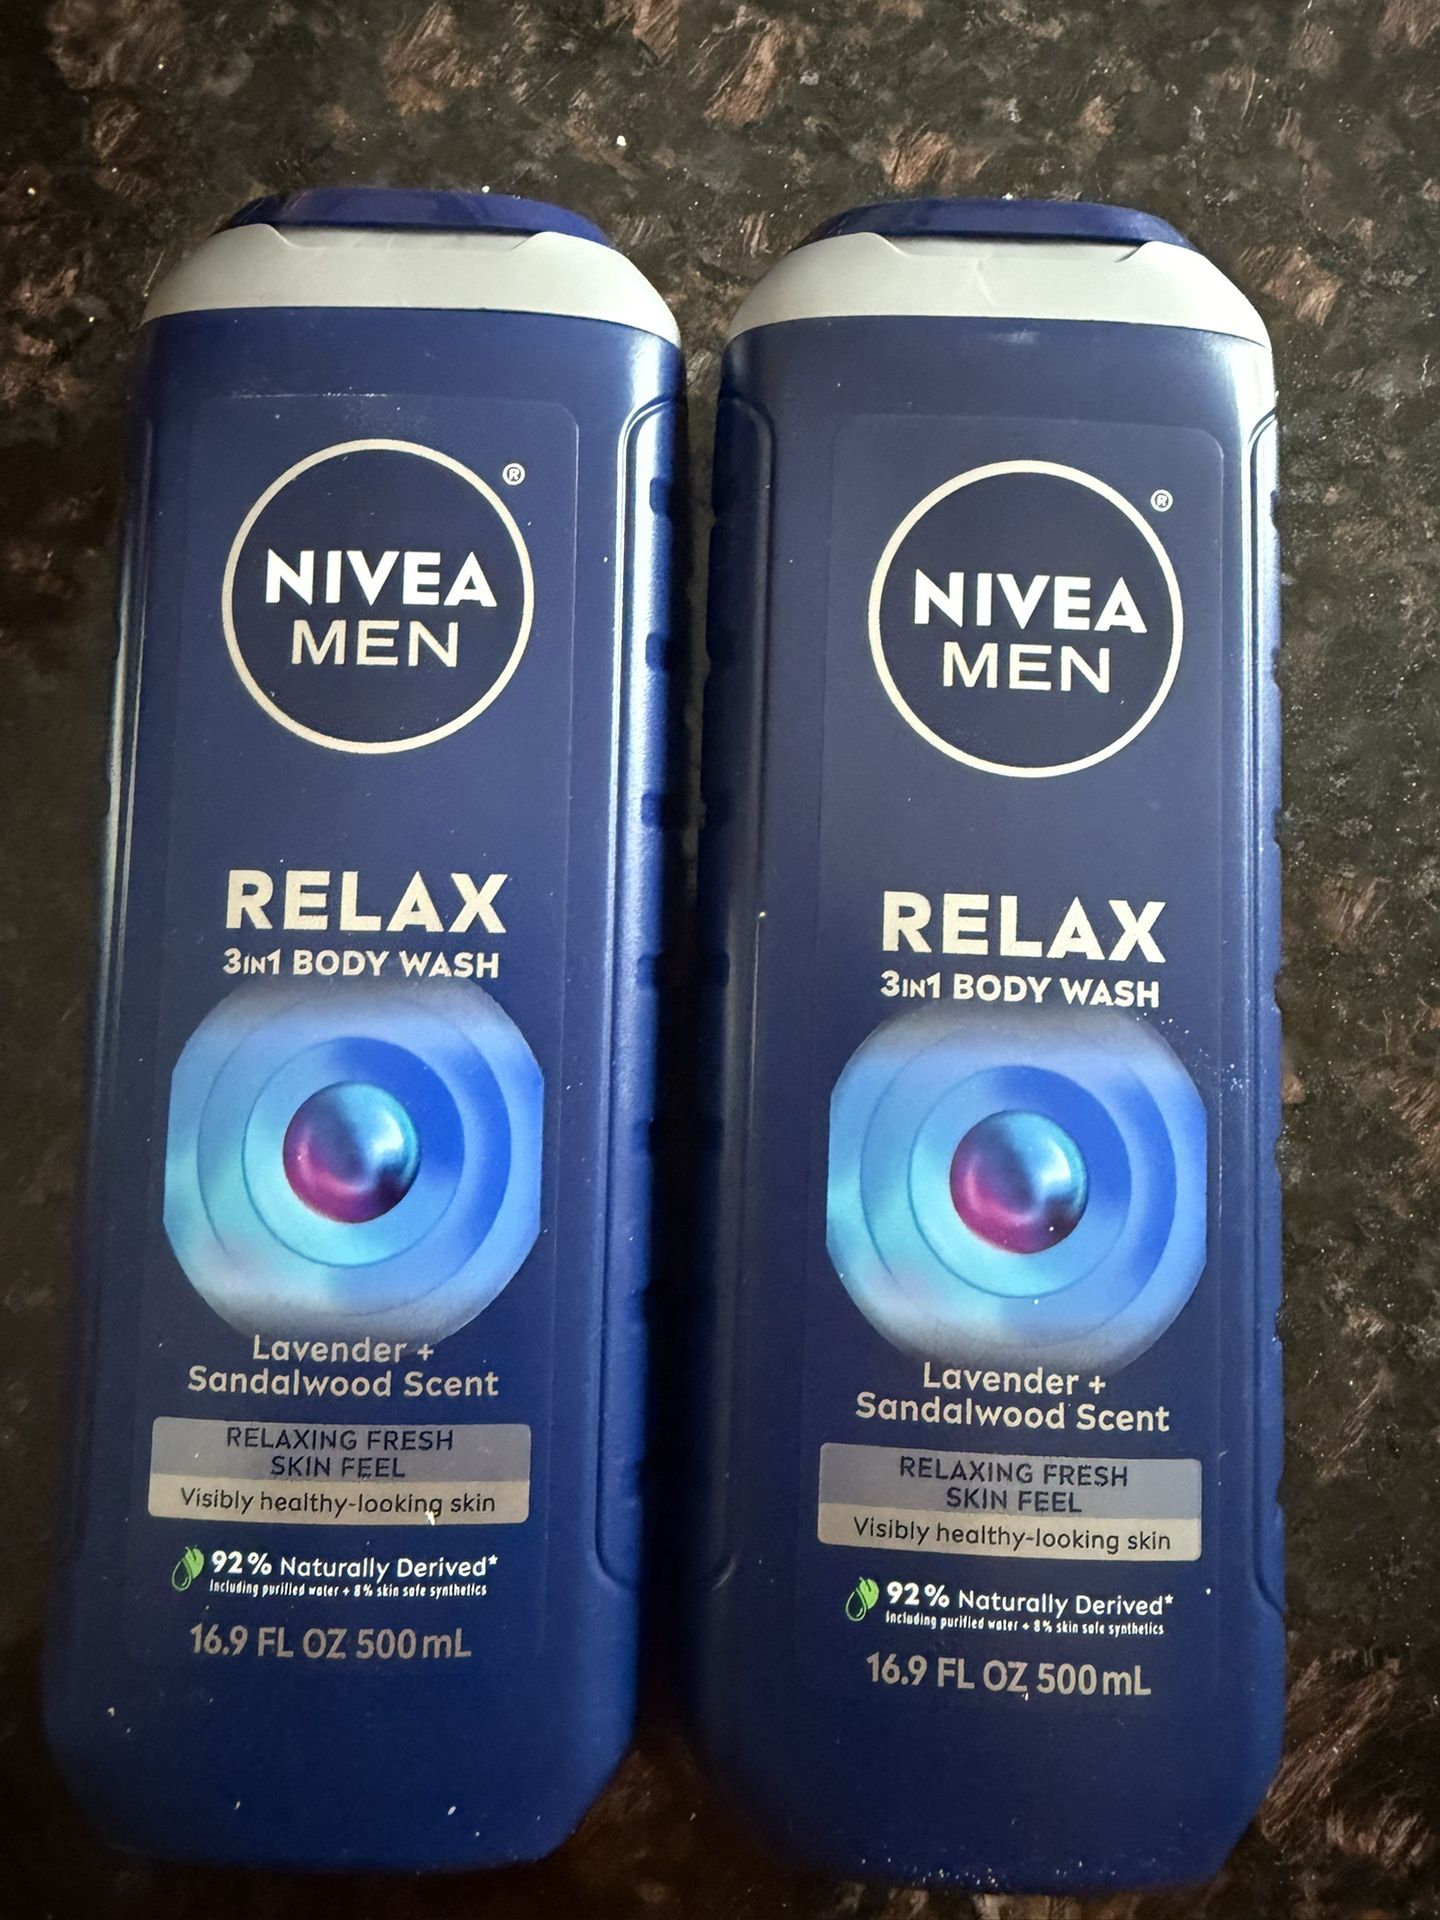 NIVEA
MEN
®
RELAX
3IN1 BODY WASH
Lavender +
Sandalwood Scent
RELAXING FRESH
SKIN FEEL
Visibly healthy-looking skin
92% Naturally Derived*
Including purified water + 8% skin safe synthetics
16.9 FL OZ 500mL
NIVEA
MEN
®
RELAX
3IN1 BODY WASH
Lavender +
Sandalwood Scent
RELAXING FRESH
SKIN FEEL
Visibly healthy-looking skin
92% Naturally Derived*
Including purified water + 8% skin safe synthetics
16.9 FL OZ 500mL